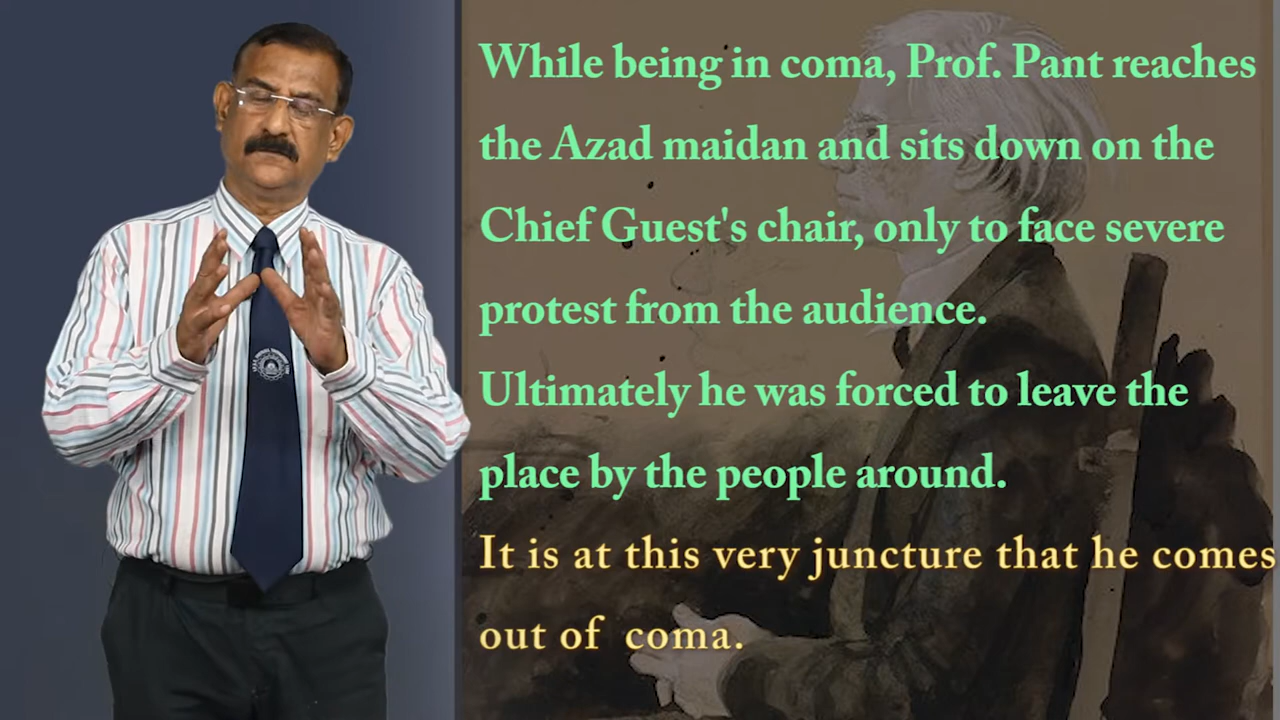 While being in coma, Prof. Pant reaches
the Azad maidan and sits down on the
Chief Guest's chair, only to face severe
protest from the audience.
Ultimately he was forced to leave the
place by the people around.
It is at this very juncture that he comes
out of coma.